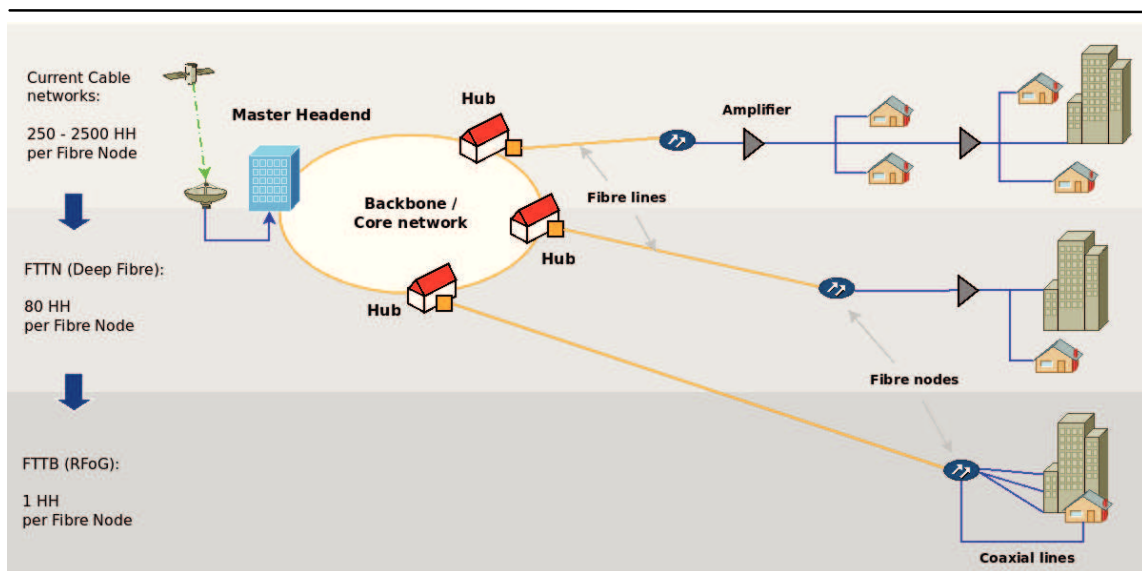 Current Cable
networks:
250 - 2500 HH
per Fibre Node
Master Headend
Hub
Amplifier
Backbone /
Core network
Fibre lines
Hub
FTTN (Deep Fibre):
80 HH
per Fibre Node
Hub
Fibre nodes
FTTB (RFoG):
1 HH
per Fibre Node
Coaxial lines